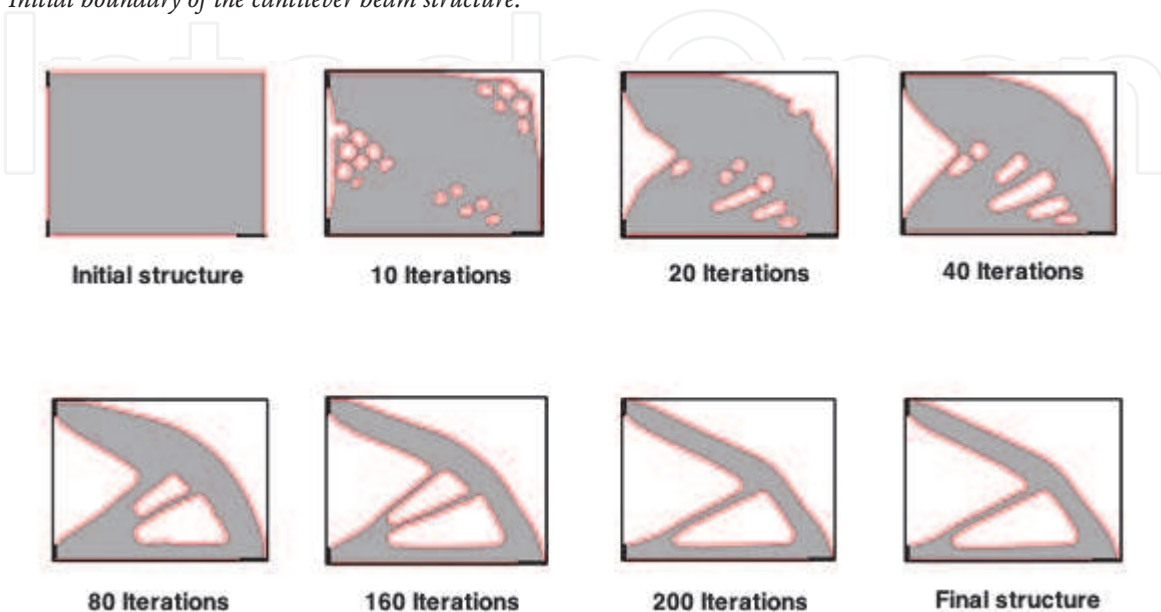 Initial boundary of the cantilever beam structure.
Initial structure
10 Iterations
20 Iterations
40 Iterations
80 Iterations
160 Iterations
200 Iterations
Final structure